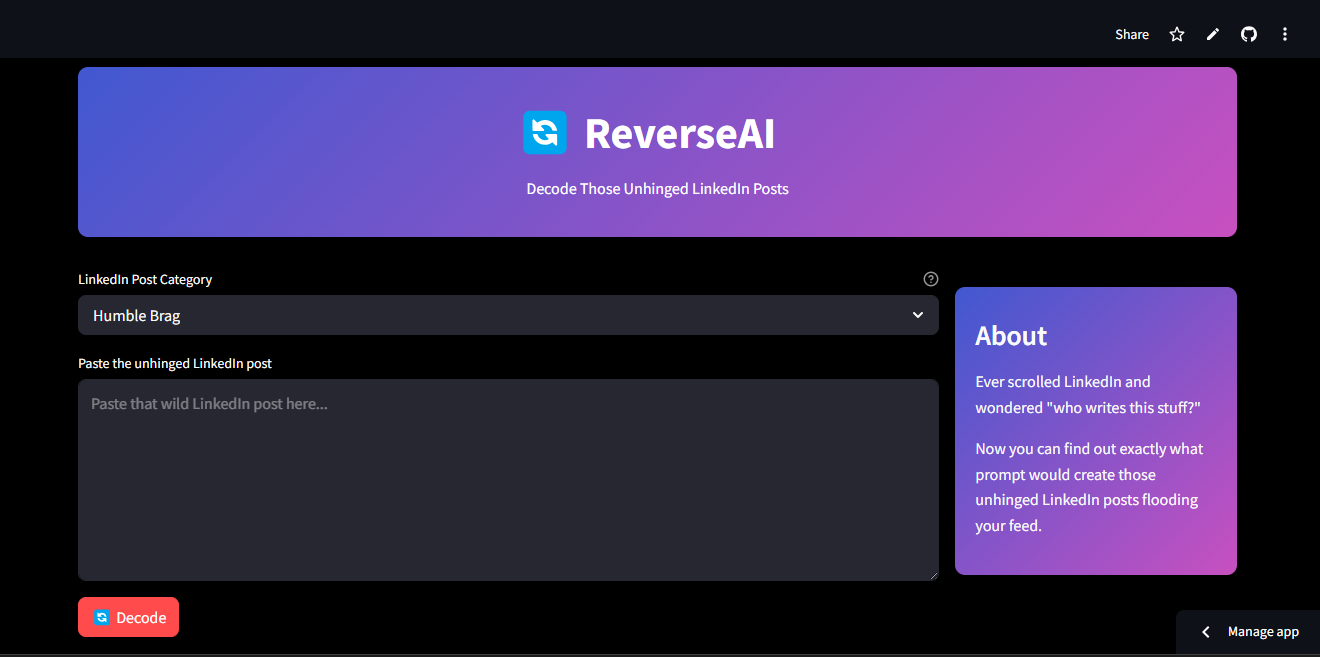 Share
ReverseAI
Decode Those Unhinged LinkedIn Posts
LinkedIn Post Category
Humble Brag
Paste the unhinged LinkedIn post
Paste that wild LinkedIn post here...
Decode
About
Ever scrolled LinkedIn and
wondered "who writes this stuff?"
Now you can find out exactly what
prompt would create those
unhinged LinkedIn posts flooding
your feed.
Manage app